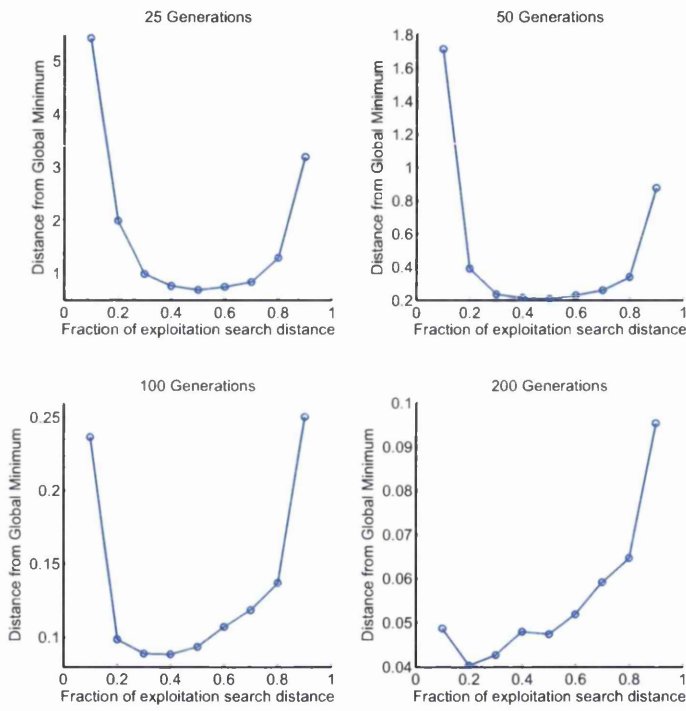 25 Generations
Distance from Global Minimum
5
4
3
2
1
0 0.2 0.4 0.6 0.8 1
Fraction of exploitation search distance
50 Generations
Distance from Global Minimum
1.8
1.6
1.4
1.2
1
0.8
0.6
0.4
0.2
0 0.2 0.4 0.6 0.8 1
Fraction of exploitation search distance
100 Generations
Distance from Global Minimum
0.25
0.2
0.15
0.1
0 0.2 0.4 0.6 0.8 1
Fraction of exploitation search distance
200 Generations
Distance from Global Minimum
0.1
0.09
0.08
0.07
0.06
0.05
0.04
0 0.2 0.4 0.6 0.8 1
Fraction of exploitation search distance